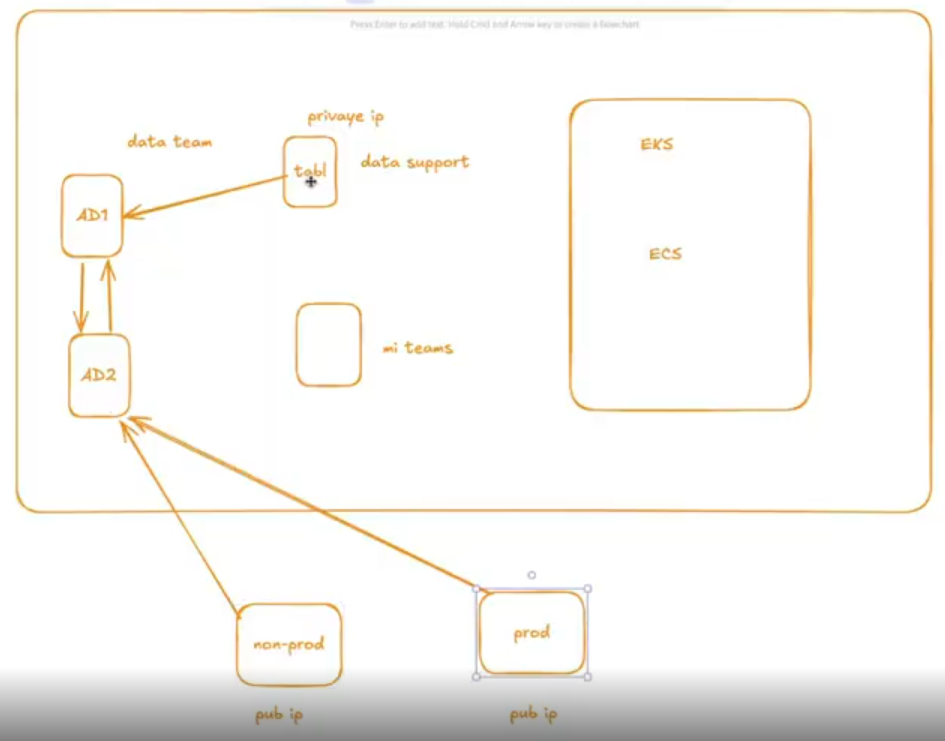 Press Enter to add text. Hold Cmd and Arrow key to create a flowchart
privaye ip
data team
tabl
data support
EKS
AD1
ECS
mi teams
AD2
prod
non-prod
pub ip
pub ip